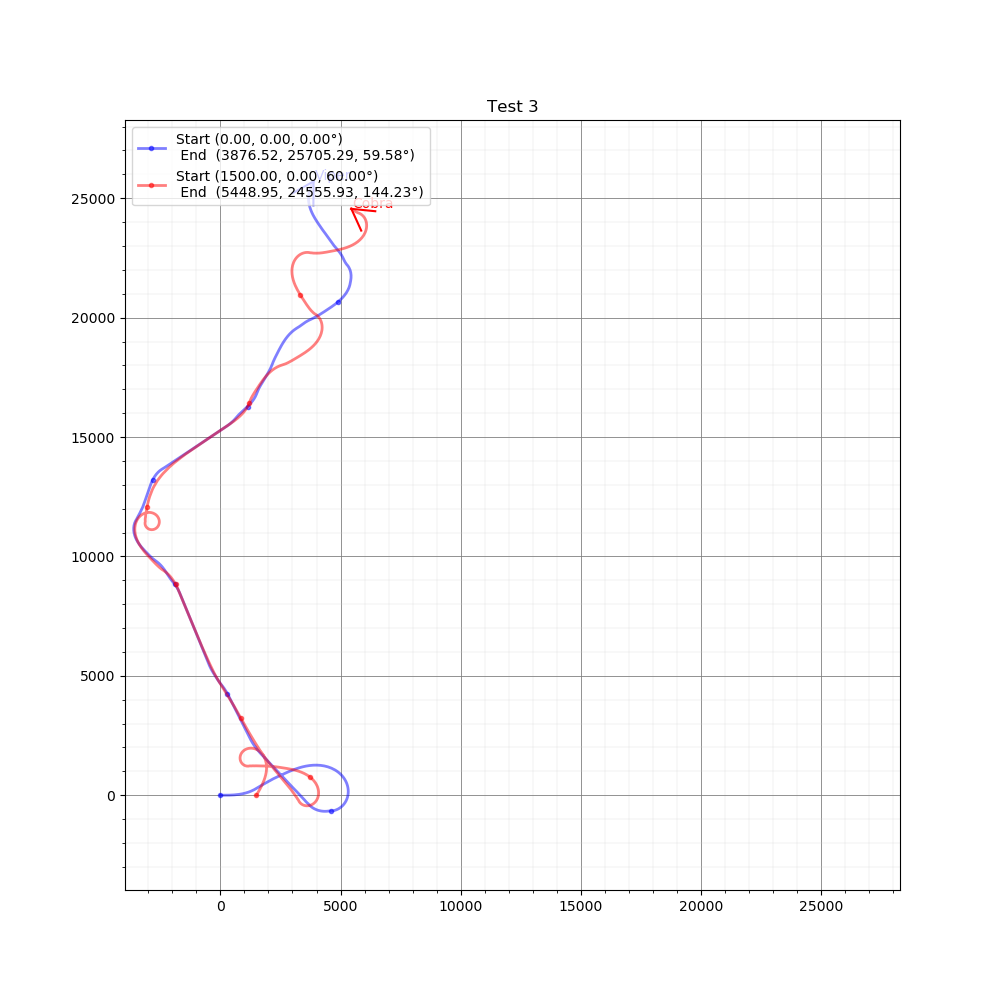 Test 3
Start (0.00, 0.00, 0.00°)
End (3876.52, 25705.29, 59.58°)
Start (1500.00, 0.00, 60.00°)
End (5448.95, 24555.93, 144.23°)
Cobra
25000
20000
15000
10000
5000
0
0 5000 10000 15000 20000 25000